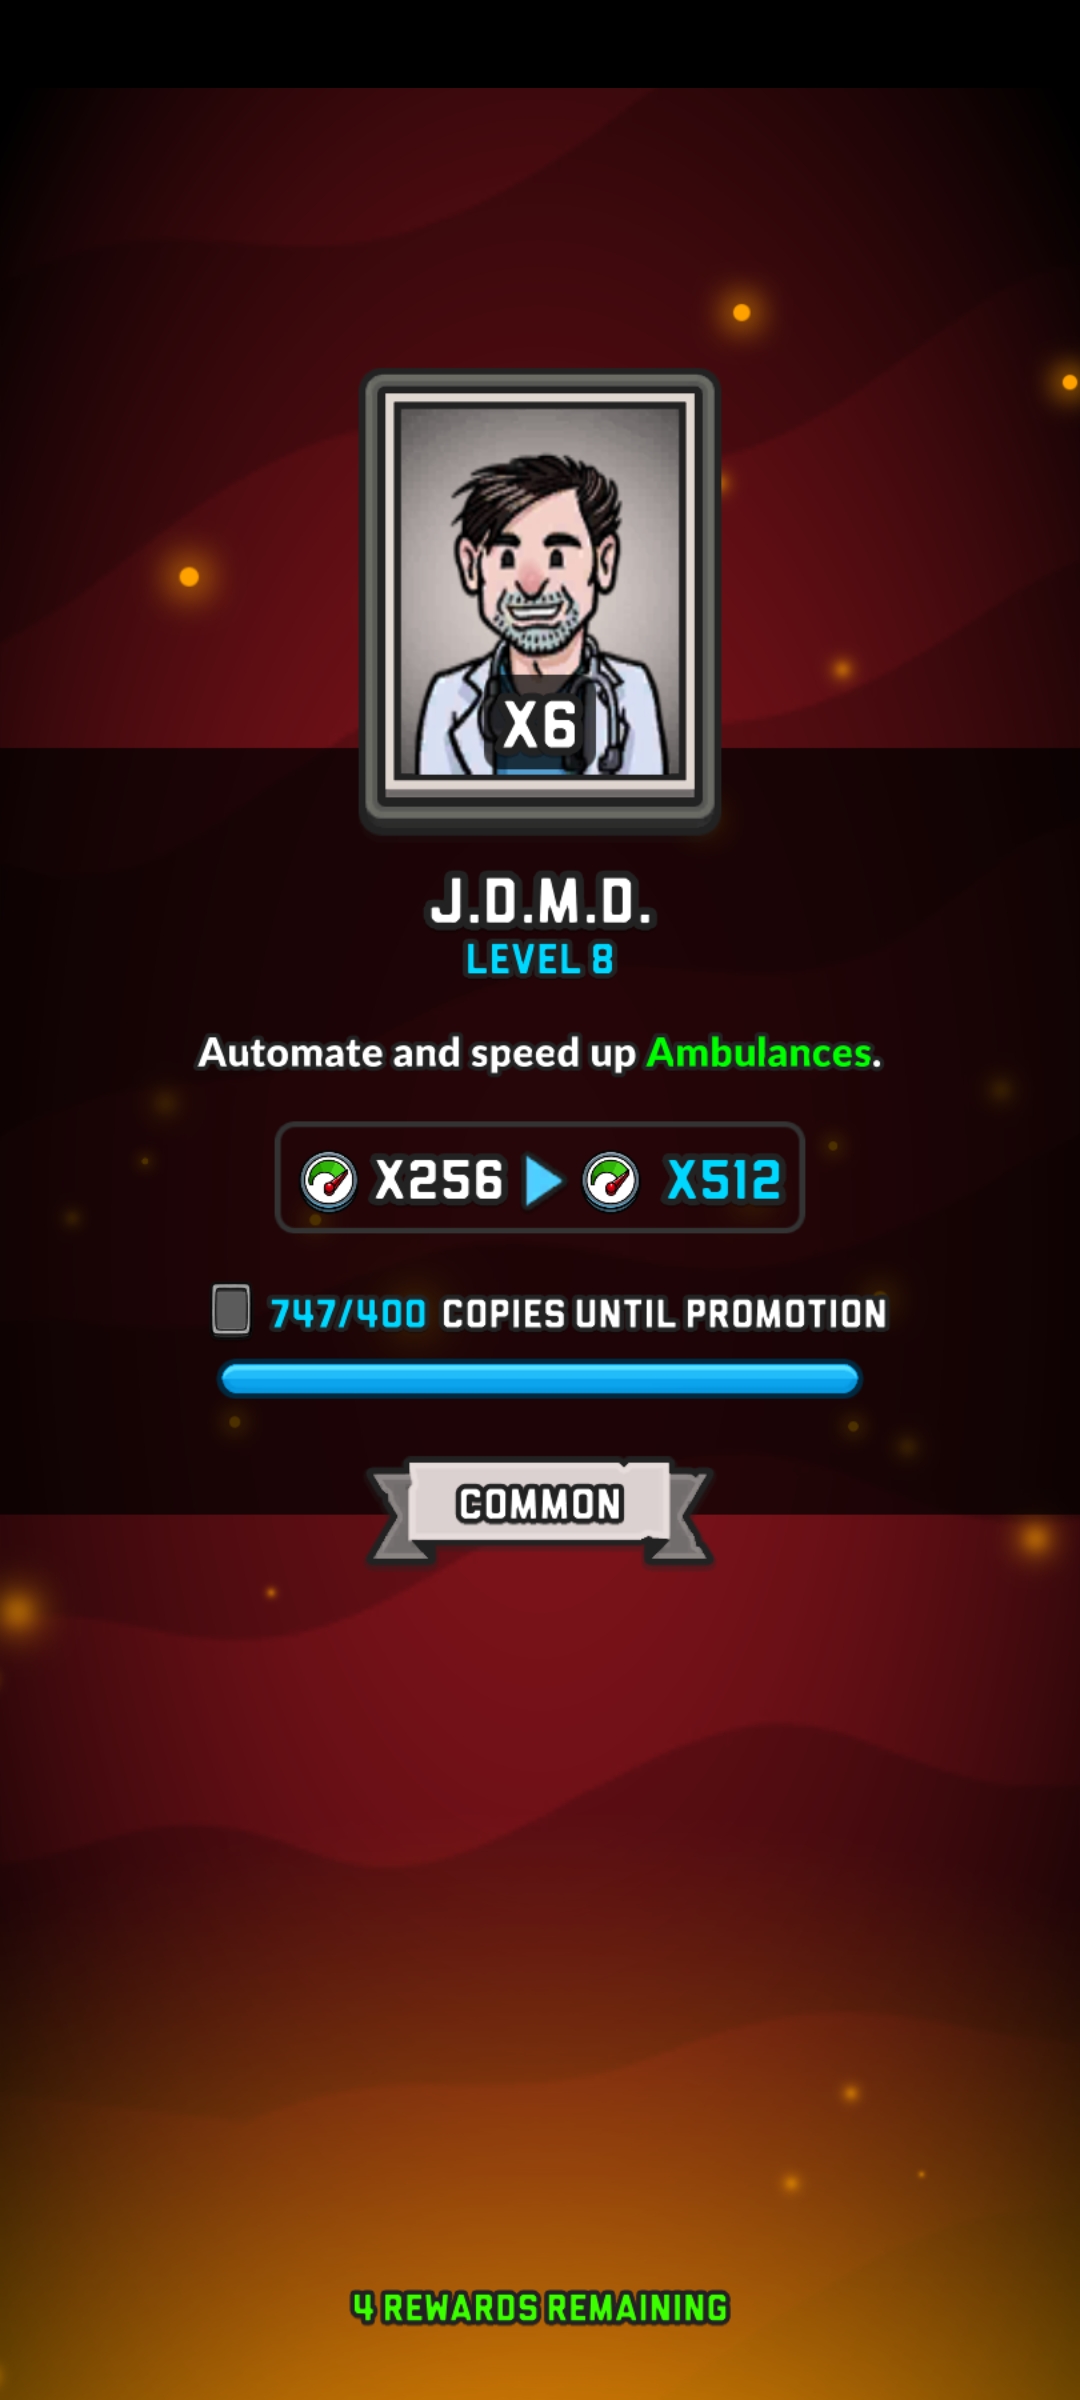 X6
J.D.M.D.
LEVEL 8
Automate and speed up Ambulances.
X256 X512
747/400 COPIES UNTIL PROMOTION
COMMON
4 REWARDS REMAINING